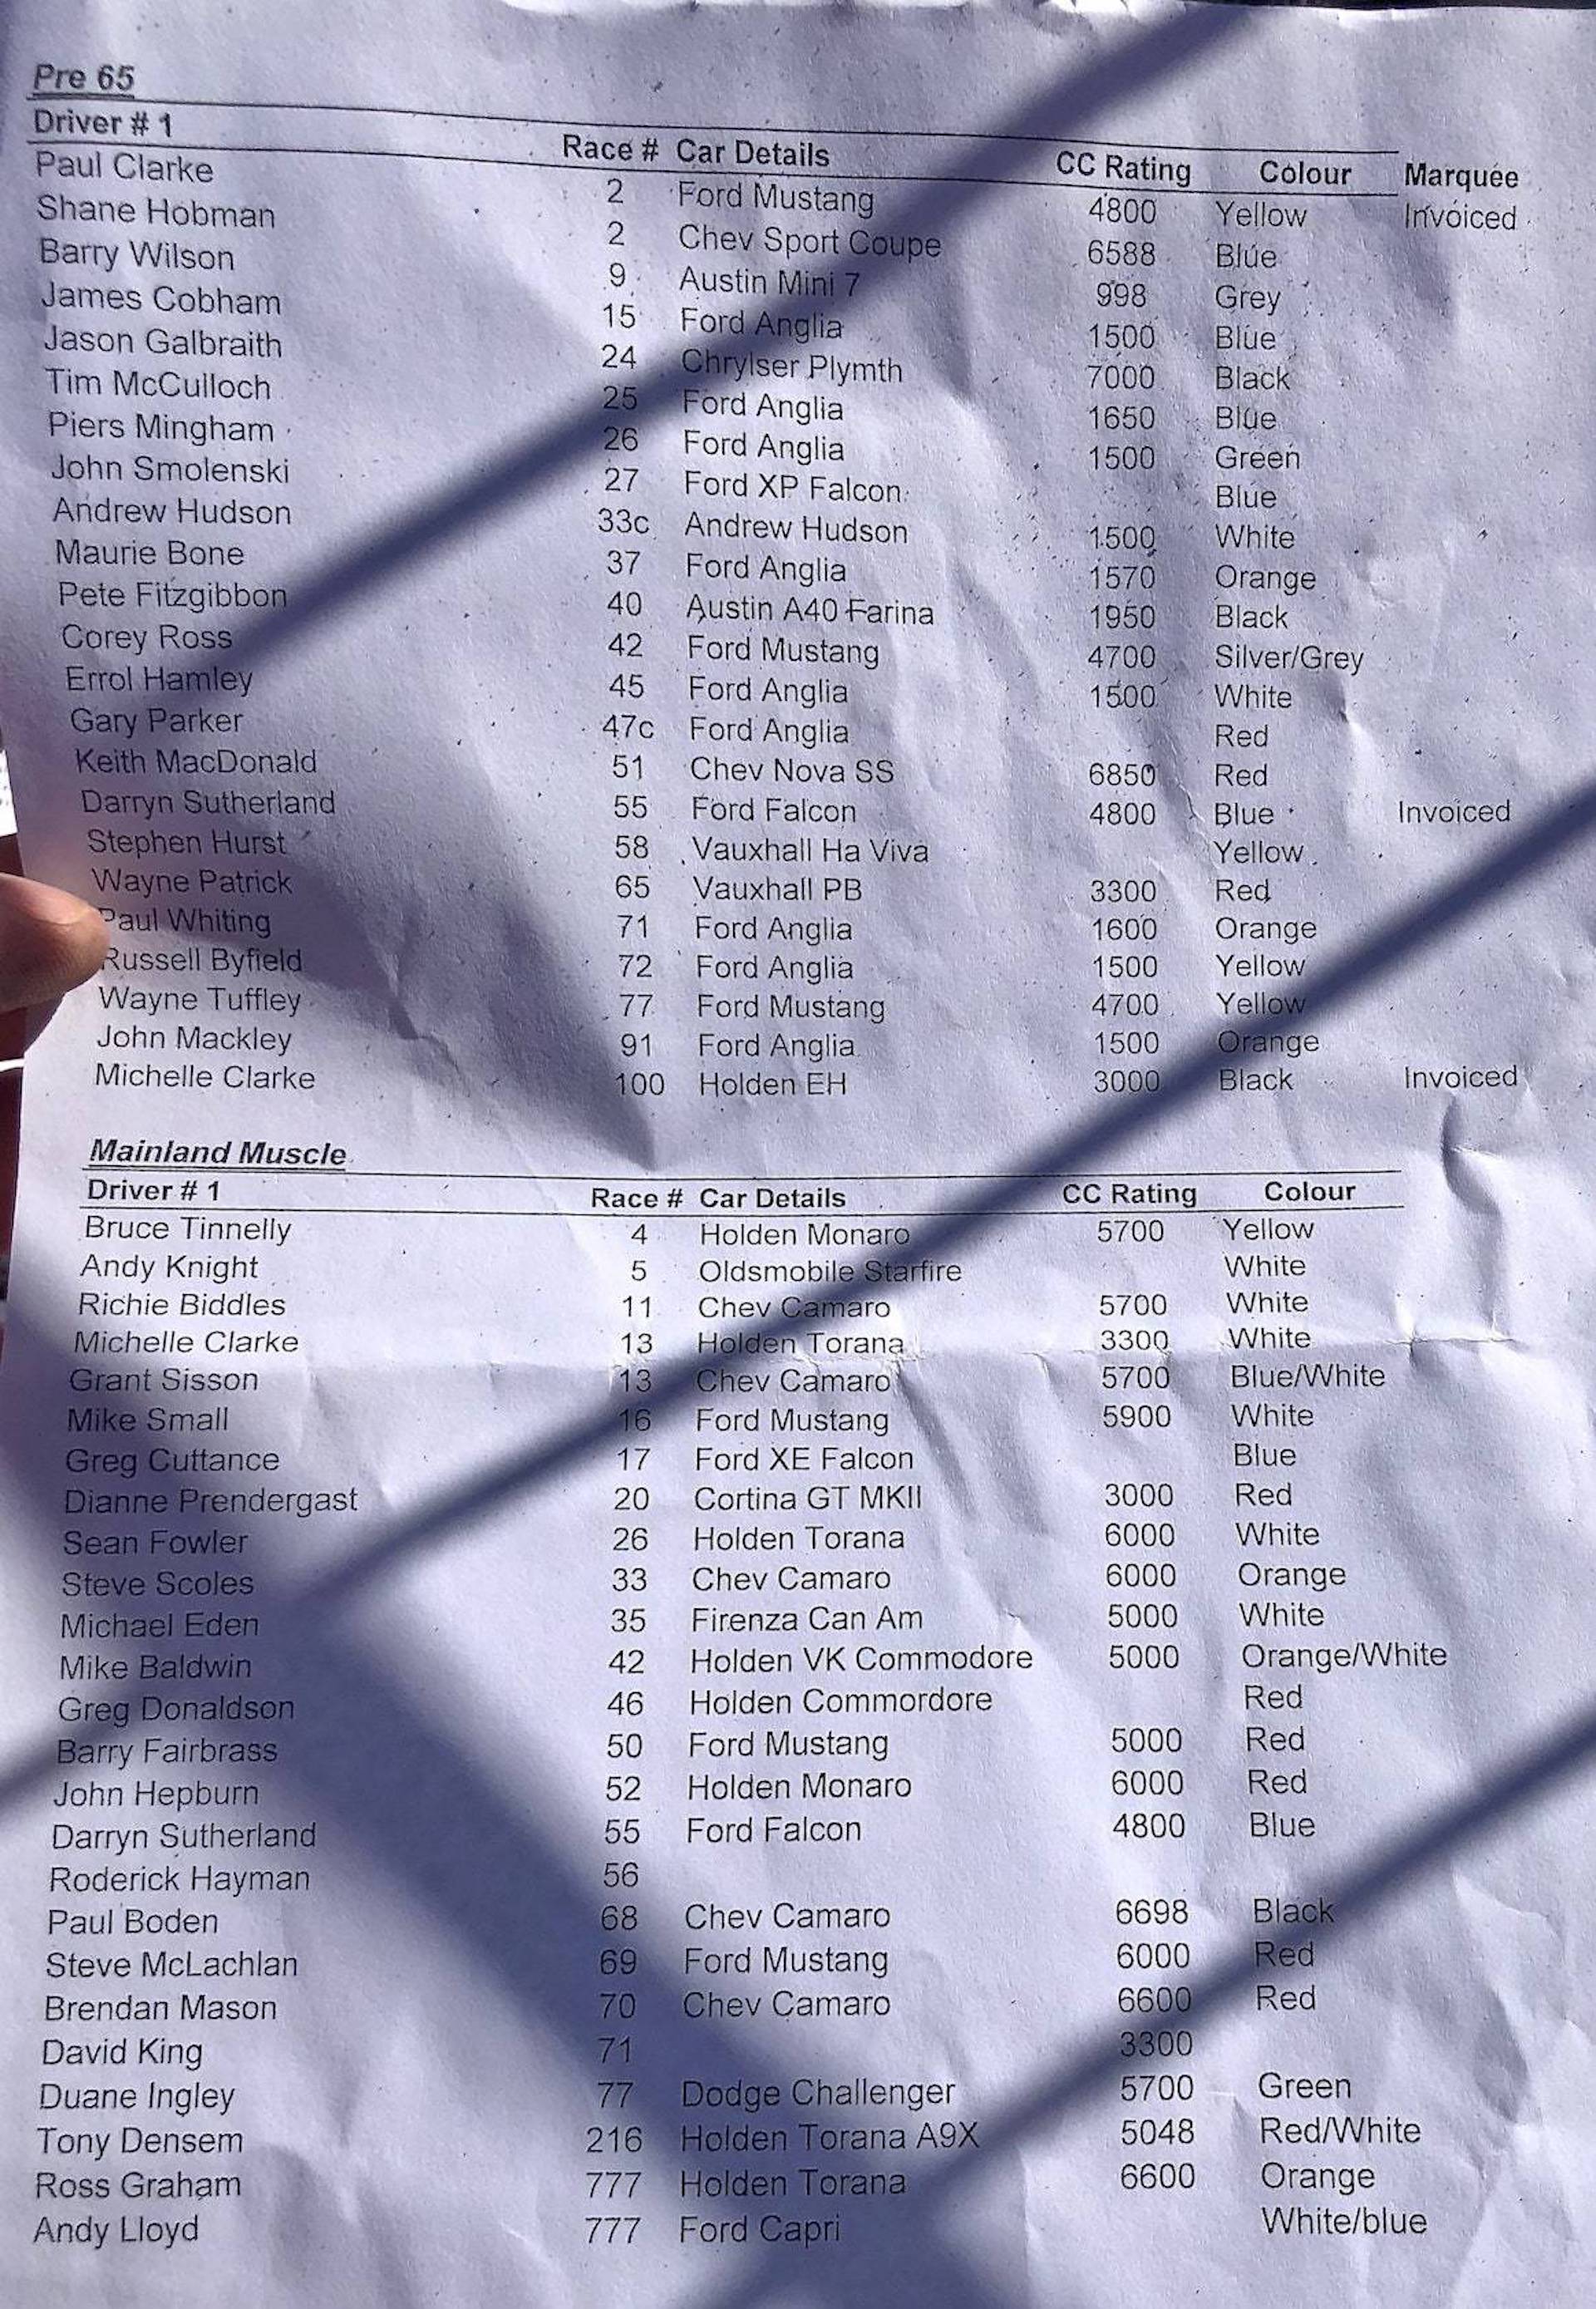 Pre 65
Driver # 1 Race # Car Details CC Rating Colour Marquée
Paul Clarke 2 Ford Mustang 4800 Yellow Invoiced
Shane Hobman 2 Chev Sport Coupe 6588 Blue
Barry Wilson 9 Austin Mini 7 998 Grey
James Cobham 15 Ford Anglia 1500 Blue
Jason Galbraith 24 Chrylser Plymth 7000 Black
Tim McCulloch 25 Ford Anglia 1650 Blue
Piers Mingham 26 Ford Anglia 1500 Green
John Smolenski 27 Ford XP Falcon Blue
Andrew Hudson 33c Andrew Hudson 1500 White
Maurie Bone 37 Ford Anglia 1570 Orange
Pete Fitzgibbon 40 Austin A40 Farina 1950 Black
Corey Ross 42 Ford Mustang 4700 Silver/Grey
Errol Hamley 45 Ford Anglia 1500 White
Gary Parker 47c Ford Anglia Red
Keith MacDonald 51 Chev Nova SS 6850 Red
Darryn Sutherland 55 Ford Falcon 4800 Blue Invoiced
Stephen Hurst 58 Vauxhall Ha Viva Yellow
Wayne Patrick 65 Vauxhall PB 3300 Red
Paul Whiting 71 Ford Anglia 1600 Orange
Russell Byfield 72 Ford Anglia 1500 Yellow
Wayne Tuffley 77 Ford Mustang 4700 Yellow
John Mackley 91 Ford Anglia 1500 Orange
Michelle Clarke 100 Holden EH 3000 Black Invoiced
Mainland Muscle
Driver # 1 Race # Car Details CC Rating Colour
Bruce Tinnelly 4 Holden Monaro 5700 Yellow
Andy Knight 5 Oldsmobile Starfire White
Richie Biddles 11 Chev Camaro 5700 White
Michelle Clarke 13 Holden Torana 3300 White
Grant Sisson 13 Chev Camaro 5700 Blue/White
Mike Small 16 Ford Mustang 5900 White
Greg Cuttance 17 Ford XE Falcon Blue
Dianne Prendergast 20 Cortina GT MKII 3000 Red
Sean Fowler 26 Holden Torana 6000 White
Steve Scoles 33 Chev Camaro 6000 Orange
Michael Eden 35 Firenza Can Am 5000 White
Mike Baldwin 42 Holden VK Commodore 5000 Orange/White
Greg Donaldson 46 Holden Commordore Red
Barry Fairbrass 50 Ford Mustang 5000 Red
John Hepburn 52 Holden Monaro 6000 Red
Darryn Sutherland 55 Ford Falcon 4800 Blue
Roderick Hayman 56
Paul Boden 68 Chev Camaro 6698 Black
Steve McLachlan 69 Ford Mustang 6000 Red
Brendan Mason 70 Chev Camaro 6600 Red
David King 71 3300
Duane Ingley 77 Dodge Challenger 5700 Green
Tony Densem 216 Holden Torana A9X 5048 Red/White
Ross Graham 777 Holden Torana 6600 Orange
Andy Lloyd 777 Ford Capri White/blue